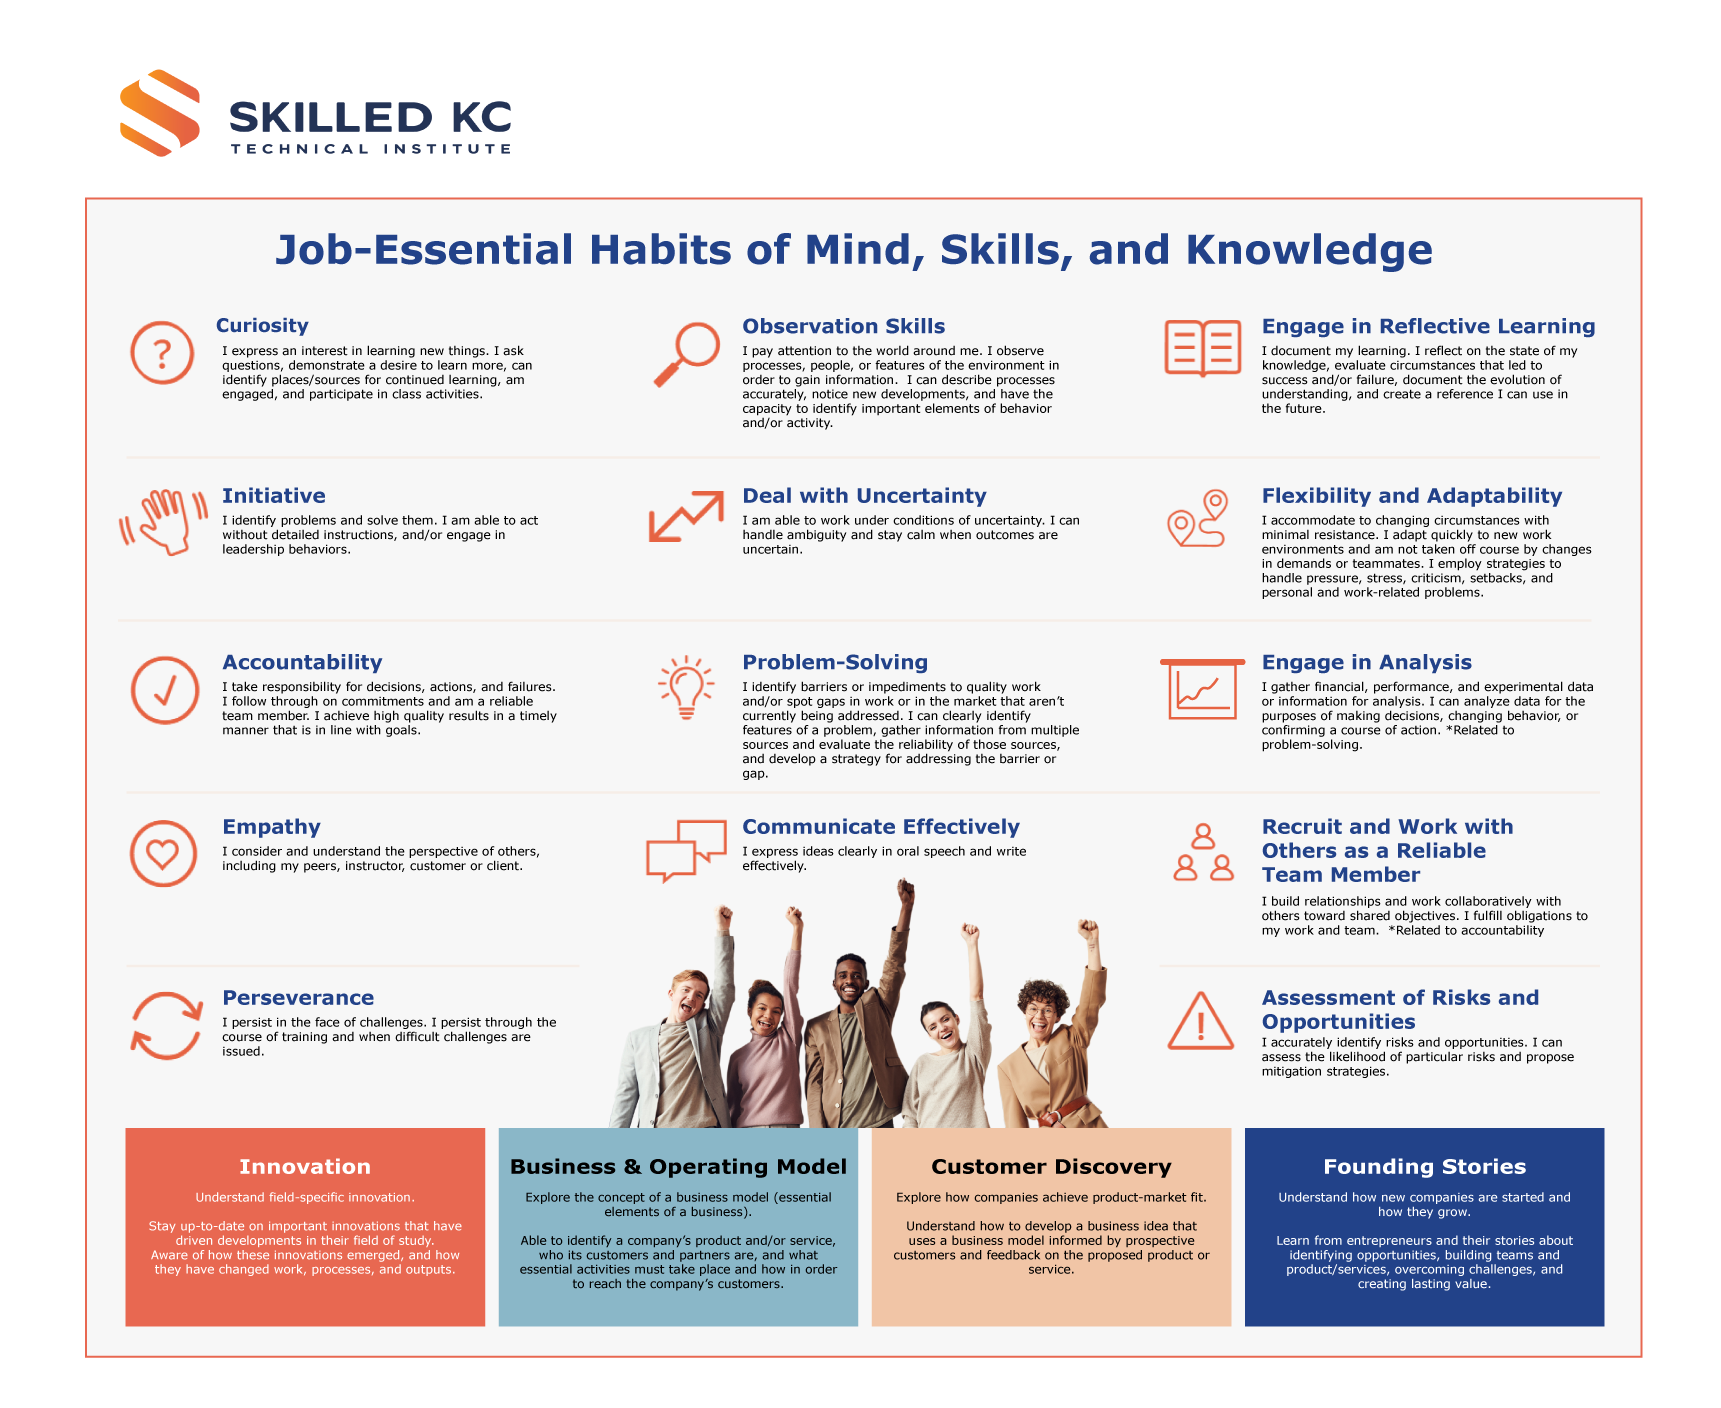 SKILLED KC
TECHNICAL INSTITUTE
Job-Essential Habits of Mind, Skills, and Knowledge
Curiosity
I express an interest in learning new things. I ask
questions, demonstrate a desire to learn more, can
identify places/sources for continued learning, am
engaged, and participate in class activities.
Observation Skills
I pay attention to the world around me. I observe
processes, people, or features of the environment in
order to gain information.  I can describe processes
accurately, notice new developments, and have the
capacity to identify important elements of behavior
and/or activity.
Engage in Reflective Learning
I document my learning. I reflect on the state of my
knowledge, evaluate circumstances that led to
success and/or failure, document the evolution of
understanding, and create a reference I can use in
the future.
Initiative
I identify problems and solve them. I am able to act
without detailed instructions, and/or engage in
leadership behaviors.
Deal with Uncertainty
I am able to work under conditions of uncertainty. I can
handle ambiguity and stay calm when outcomes are
uncertain.
Flexibility and Adaptability
I accommodate to changing circumstances with
minimal resistance. I adapt quickly to new work
environments and am not taken off course by changes
in demands or teammates. I employ strategies to
handle pressure, stress, criticism, setbacks, and
personal and work-related problems.
Accountability
I take responsibility for decisions, actions, and failures.
I follow through on commitments and am a reliable
team member. I achieve high quality results in a timely
manner that is in line with goals.
Problem-Solving
I identify barriers or impediments to quality work
and/or spot gaps in work or in the market that aren’t
currently being addressed. I can clearly identify
features of a problem, gather information from multiple
sources and evaluate the reliability of those sources,
and develop a strategy for addressing the barrier or
gap.
Engage in Analysis
I gather financial, performance, and experimental data
or information for analysis. I can analyze data for the
purposes of making decisions, changing behavior, or
confirming a course of action. *Related to
problem-solving.
Empathy
I consider and understand the perspective of others,
including my peers, instructor, customer or client.
Communicate Effectively
I express ideas clearly in oral speech and write
effectively.
Recruit and Work with
Others as a Reliable
Team Member
I build relationships and work collaboratively with
others toward shared objectives. I fulfill obligations to
my work and team.  *Related to accountability
Perseverance
I persist in the face of challenges. I persist through the
course of training and when difficult challenges are
issued.
Assessment of Risks and
Opportunities
I accurately identify risks and opportunities. I can
assess the likelihood of particular risks and propose
mitigation strategies.
Innovation
Understand field-specific innovation.
Stay up-to-date on important innovations that have
driven developments in their field of study.
Aware of how these innovations emerged, and how
they have changed work, processes, and outputs.
Business & Operating Model
Explore the concept of a business model (essential
elements of a business).
Able to identify a company’s product and/or service,
who its customers and partners are, and what
essential activities must take place and how in order
to reach the company’s customers.
Customer Discovery
Explore how companies achieve product-market fit.
Understand how to develop a business idea that
uses a business model informed by prospective
customers and feedback on the proposed product or
service.
Founding Stories
Understand how new companies are started and
how they grow.
Learn from entrepreneurs and their stories about
identifying opportunities, building teams and
product/services, overcoming challenges, and
creating lasting value.